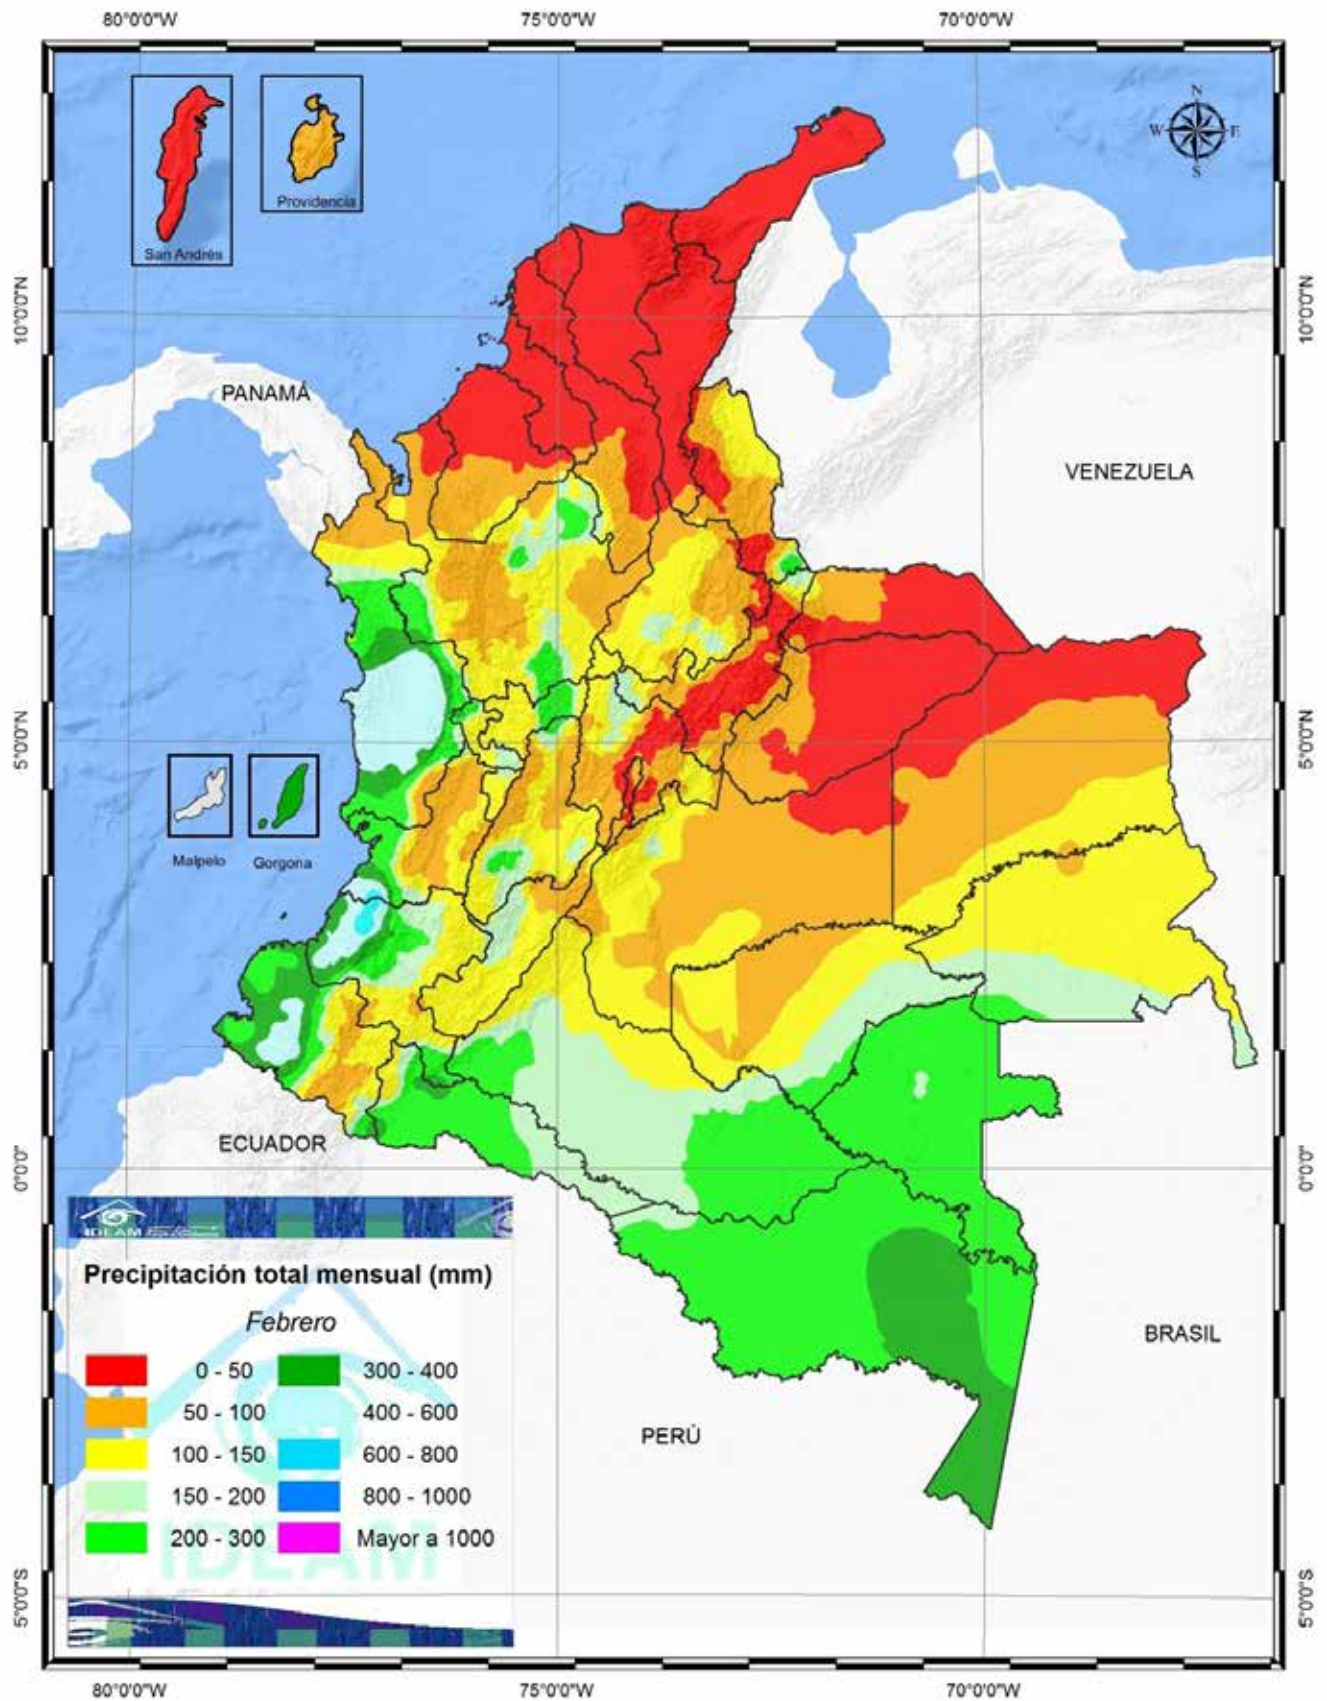 80°0'0"W 75°0'0"W 70°0'0"W
N
W E
S
San Andrés
Providencia
10°0'0"N 10°0'0"N
PANAMÁ
VENEZUELA
5°0'0"N 5°0'0"N
Malpelo Gorgona
ECUADOR
0°0'0" 0°0'0"
IDEAM
Precipitación total mensual (mm)
Febrero
0 - 50 300 - 400
50 - 100 400 - 600
100 - 150 600 - 800
150 - 200 800 - 1000
200 - 300 Mayor a 1000
IDEAM
BRASIL
PERÚ
5°0'0"S 5°0'0"S
80°0'0"W 75°0'0"W 70°0'0"W